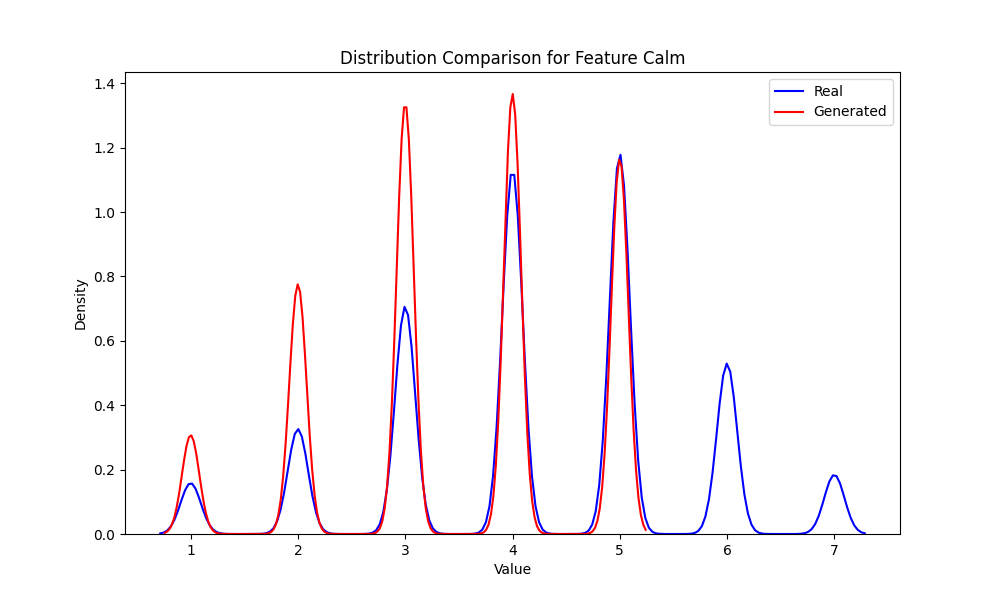 Distribution Comparison for Feature Calm
Real
Generated
Density
1.4
1.2
1.0
0.8
0.6
0.4
0.2
0.0
1 2 3 4 5 6 7
Value